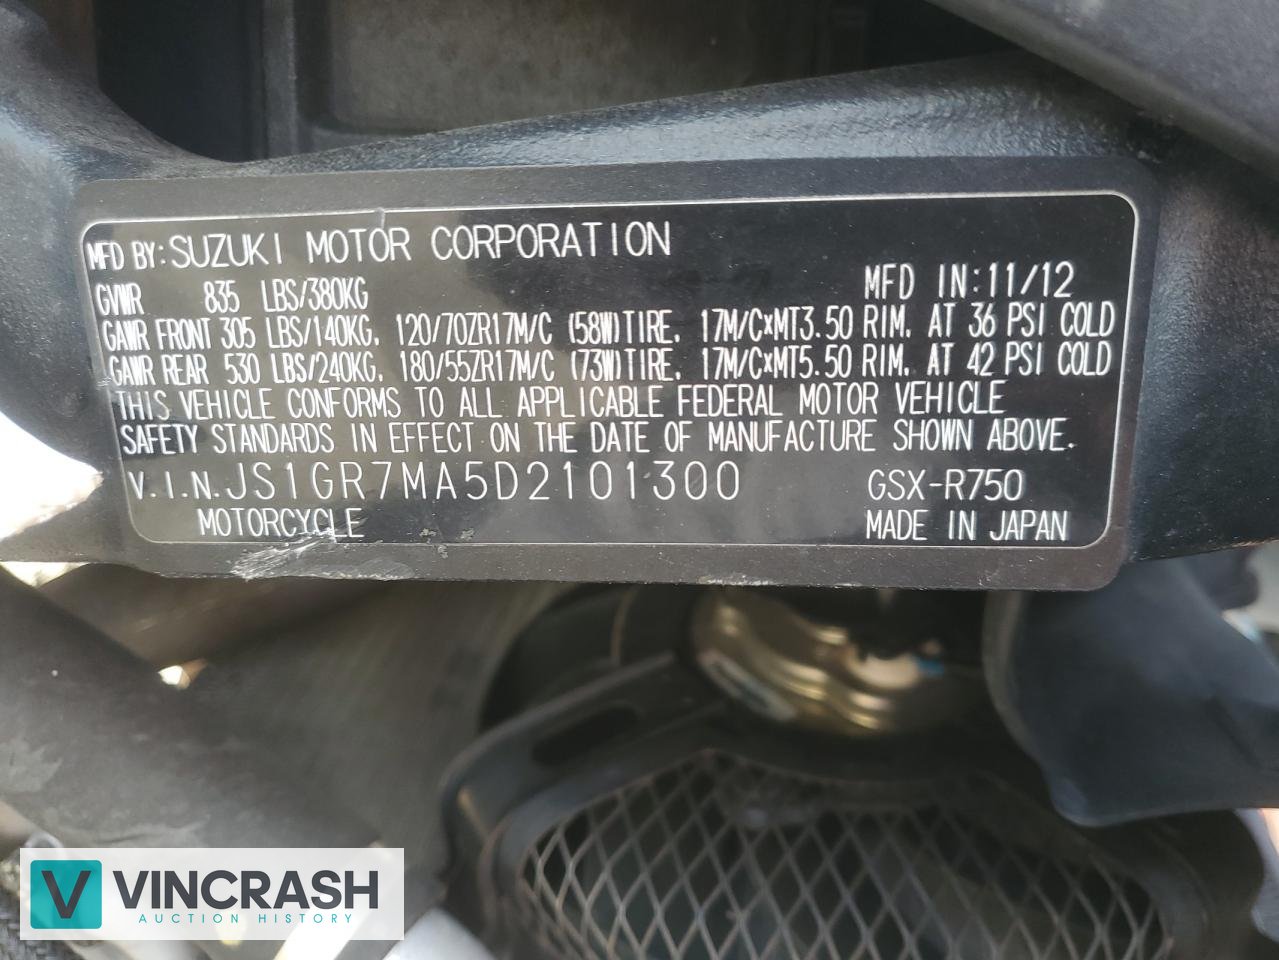 MFD BY: SUZUKI MOTOR CORPORATION
GVWR 835 LBS/380KG MFD IN: 11/12
GAWR FRONT 305 LBS/140KG, 120/70ZR17M/C (58W)TIRE, 17M/C×MT3.50 RIM, AT 36 PSI COLD
GAWR REAR 530 LBS/240KG, 180/55ZR17M/C (73W)TIRE, 17M/C×MT5.50 RIM, AT 42 PSI COLD
THIS VEHICLE CONFORMS TO ALL APPLICABLE FEDERAL MOTOR VEHICLE
SAFETY STANDARDS IN EFFECT ON THE DATE OF MANUFACTURE SHOWN ABOVE.
V.I.N. JS1GR7MA5D2101300 GSX-R750
MOTORCYCLE MADE IN JAPAN
V VINCRASH
AUCTION HISTORY